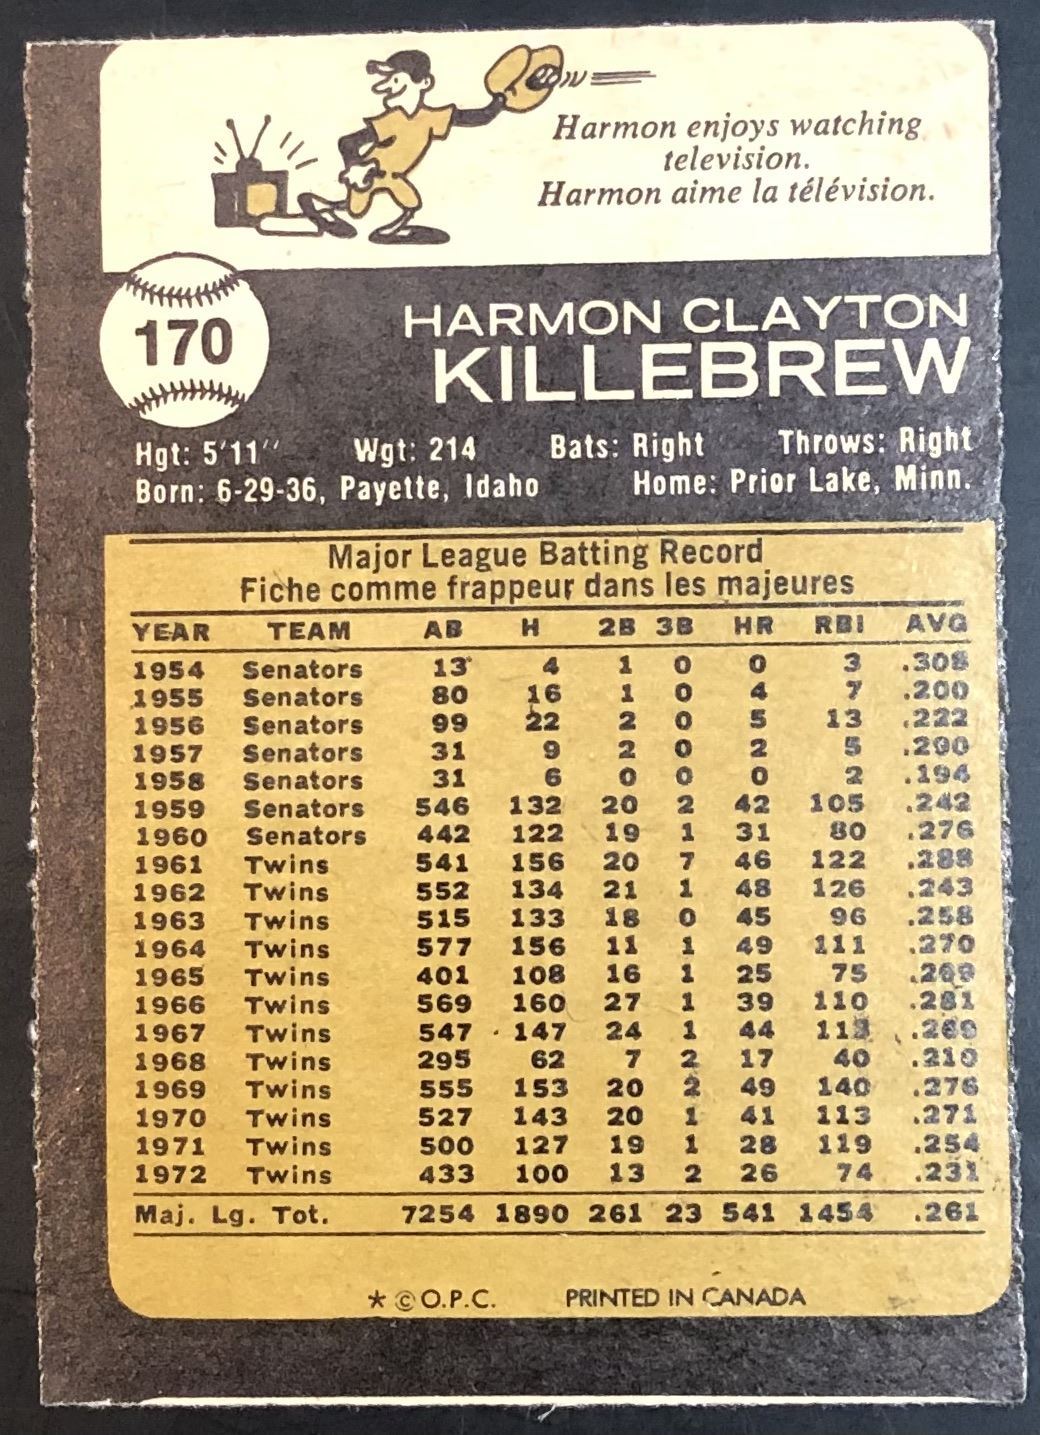 Harmon enjoys watching
television.
Harmon aime la télévision.
170
HARMON CLAYTON
KILLEBREW
Hgt: 5'11" Wgt: 214 Bats: Right Throws: Right
Born: 6-29-36, Payette, Idaho Home: Prior Lake, Minn.
Major League Batting Record
Fiche comme frappeur dans les majeures
YEAR TEAM AB H 2B 3B HR RBI AVG
1954 Senators 13 4 1 0 0 3 .308
1955 Senators 80 16 1 0 4 7 .200
1956 Senators 99 22 2 0 5 13 .222
1957 Senators 31 9 2 0 2 5 .290
1958 Senators 31 6 0 0 0 2 .194
1959 Senators 546 132 20 2 42 105 .242
1960 Senators 442 122 19 1 31 80 .276
1961 Twins 541 156 20 7 46 122 .288
1962 Twins 552 134 21 1 48 126 .243
1963 Twins 515 133 18 0 45 96 .258
1964 Twins 577 156 11 1 49 111 .270
1965 Twins 401 108 16 1 25 75 .269
1966 Twins 569 160 27 1 39 110 .281
1967 Twins 547 147 24 1 44 113 .269
1968 Twins 295 62 7 2 17 40 .210
1969 Twins 555 153 20 2 49 140 .276
1970 Twins 527 143 20 1 41 113 .271
1971 Twins 500 127 19 1 28 119 .254
1972 Twins 433 100 13 2 26 74 .231
Maj. Lg. Tot. 7254 1890 261 23 541 1454 .261
* © O.P.C. PRINTED IN CANADA